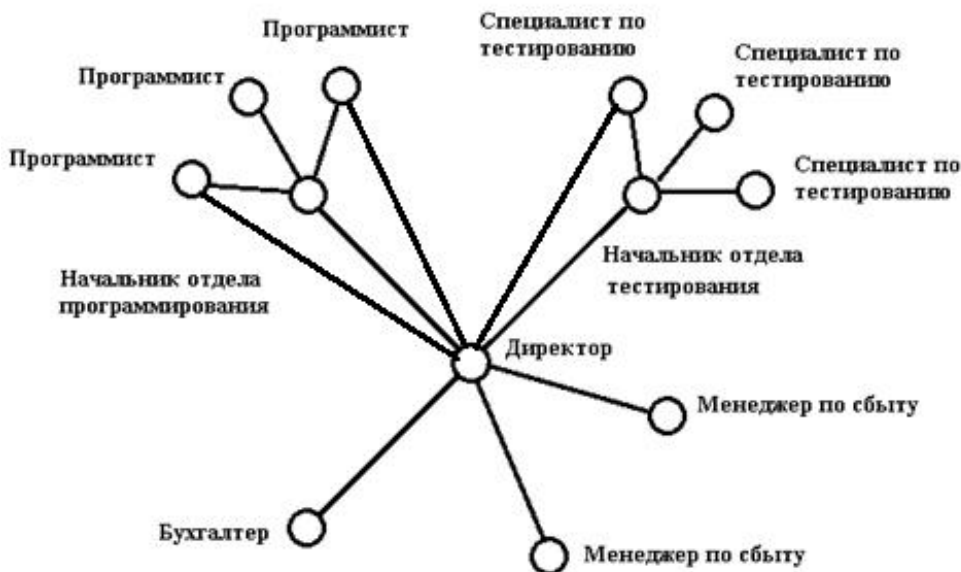 Программист
Специалист по
тестированию
Программист
Специалист по
тестированию
Программист
Специалист по
тестированию
Начальник отдела
программирования
Начальник отдела
тестирования
Директор
Менеджер по сбыту
Бухгалтер
Менеджер по сбыту